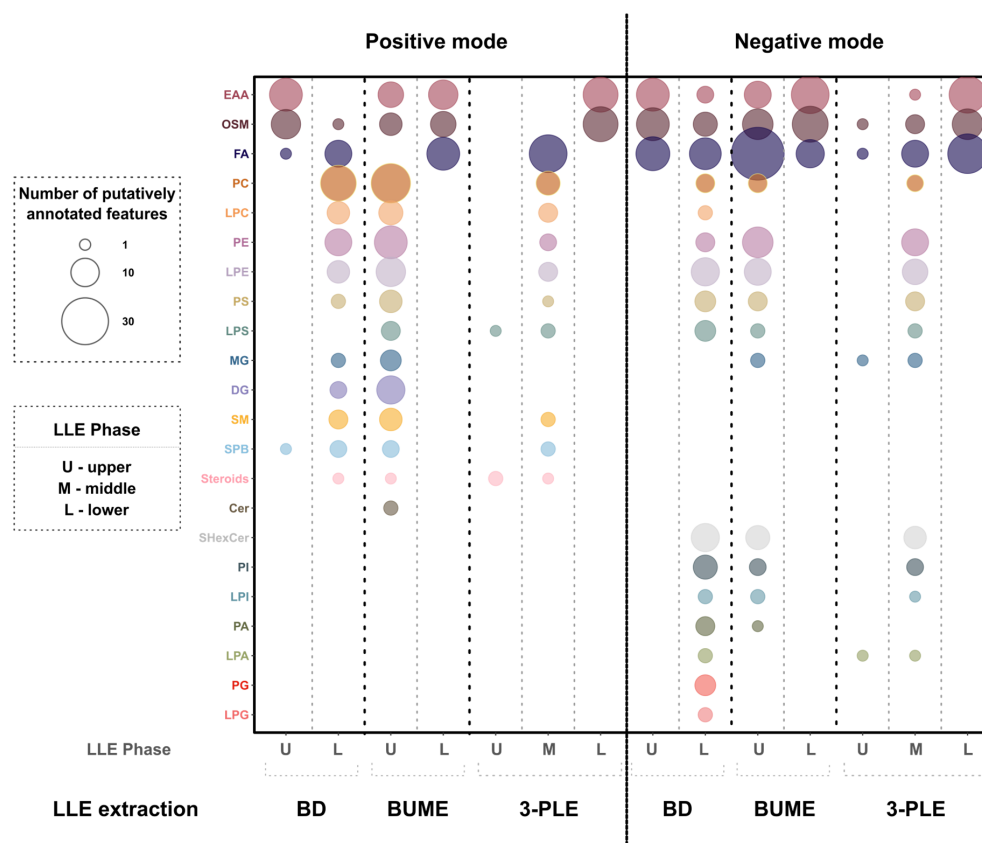 Positive mode
Negative mode
EAA
OSM
FA
PC
LPC
PE
LPE
PS
LPS
MG
DG
SM
SPB
Steroids
Cer
SHexCer
PI
LPI
PA
LPA
PG
LPG
Number of putatively
annotated features
1
10
30
LLE Phase
U - upper
M - middle
L - lower
LLE Phase U L U L U M L U L U L U M L
LLE extraction BD BUME 3-PLE BD BUME 3-PLE